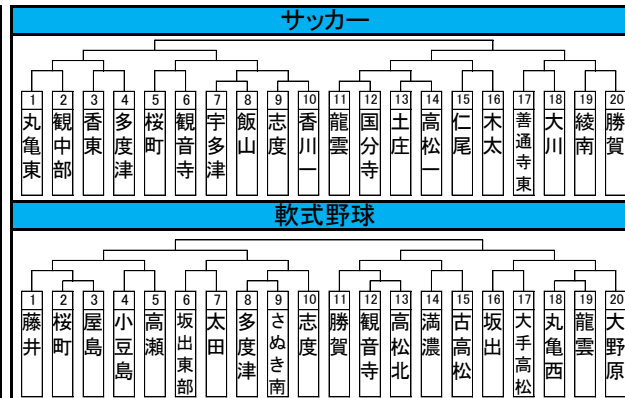 サッカー
1 2 3 4 5 6 7 8 9 10 11 12 13 14 15 16 17 18 19 20
丸亀東 観中部 香東 多度津 桜町 観音寺 宇多津 飯山 志度 香川一 龍雲 国分寺 土庄 高松一 仁尾 木太 善通寺東 大川 綾南 勝賀
軟式野球
1 2 3 4 5 6 7 8 9 10 11 12 13 14 15 16 17 18 19 20
藤井 桜町 屋島 小豆島 高瀬 坂出東部 太田 多度津 さぬき南 志度 勝賀 観音寺 高松北 満濃 古高松 坂出 大手高松 丸亀西 龍雲 大野原